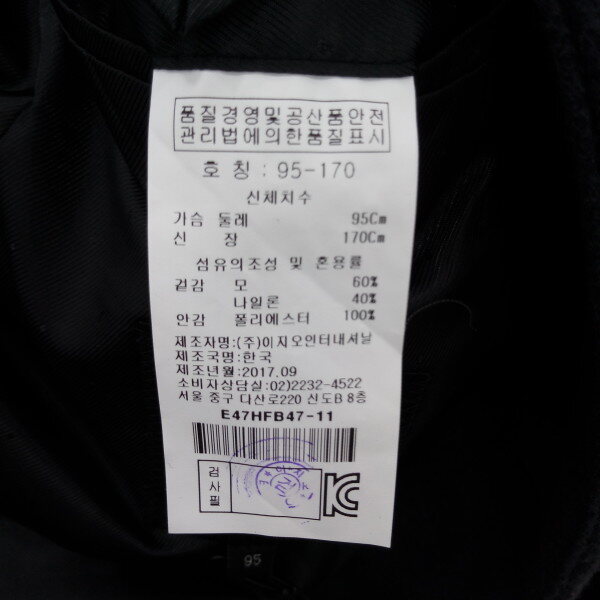 품질경영및공산품안전
관리법에의한품질표시
호 칭 : 95-170
신체치수
가슴 둘레 95Cm
신 장 170Cm
섬유의조성 및 혼용률
겉감 모 60%
나일론 40%
안감 폴리에스터 100%
제조자명:(주)이지오인터내셔날
제조국명:한국
제조년월:2017.09
소비자상담실:02)2232-4522
서울 중구 다산로220 신도B 8층
E47HFB47-11
검사필
95